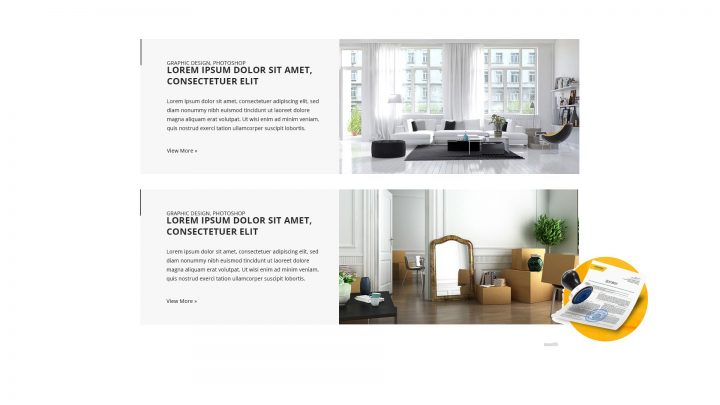 GRAPHIC DESIGN, PHOTOSHOP
LOREM IPSUM DOLOR SIT AMET,
CONSECTETUER ELIT
Lorem ipsum dolor sit amet, consectetuer adipiscing elit, sed
diam nonummy nibh euismod tincidunt ut laoreet dolore
magna aliquam erat volutpat. Ut wisi enim ad minim veniam,
quis nostrud exerci tation ullamcorper suscipit lobortis.
View More »
GRAPHIC DESIGN, PHOTOSHOP
LOREM IPSUM DOLOR SIT AMET,
CONSECTETUER ELIT
Lorem ipsum dolor sit amet, consectetuer adipiscing elit, sed
diam nonummy nibh euismod tincidunt ut laoreet dolore
magna aliquam erat volutpat. Ut wisi enim ad minim veniam,
quis nostrud exerci tation ullamcorper suscipit lobortis.
View More »